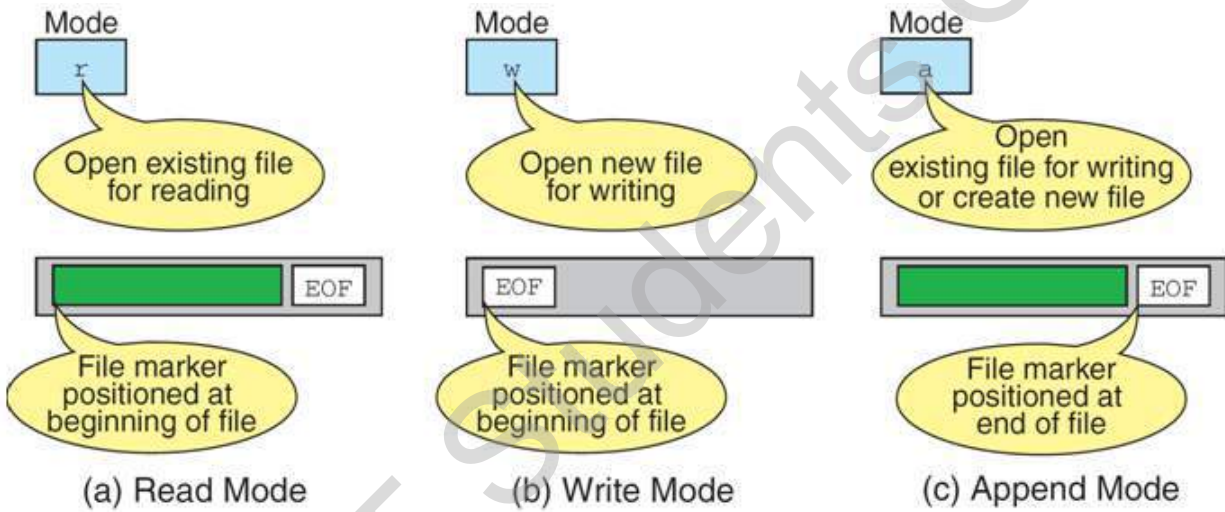 Mode
r
Open existing file
for reading
EOF
File marker
positioned at
beginning of file
(a) Read Mode
Mode
w
Open new file
for writing
EOF
File marker
positioned at
beginning of file
(b) Write Mode
Mode
a
Open
existing file for writing
or create new file
EOF
File marker
positioned at
end of file
(c) Append Mode
Students